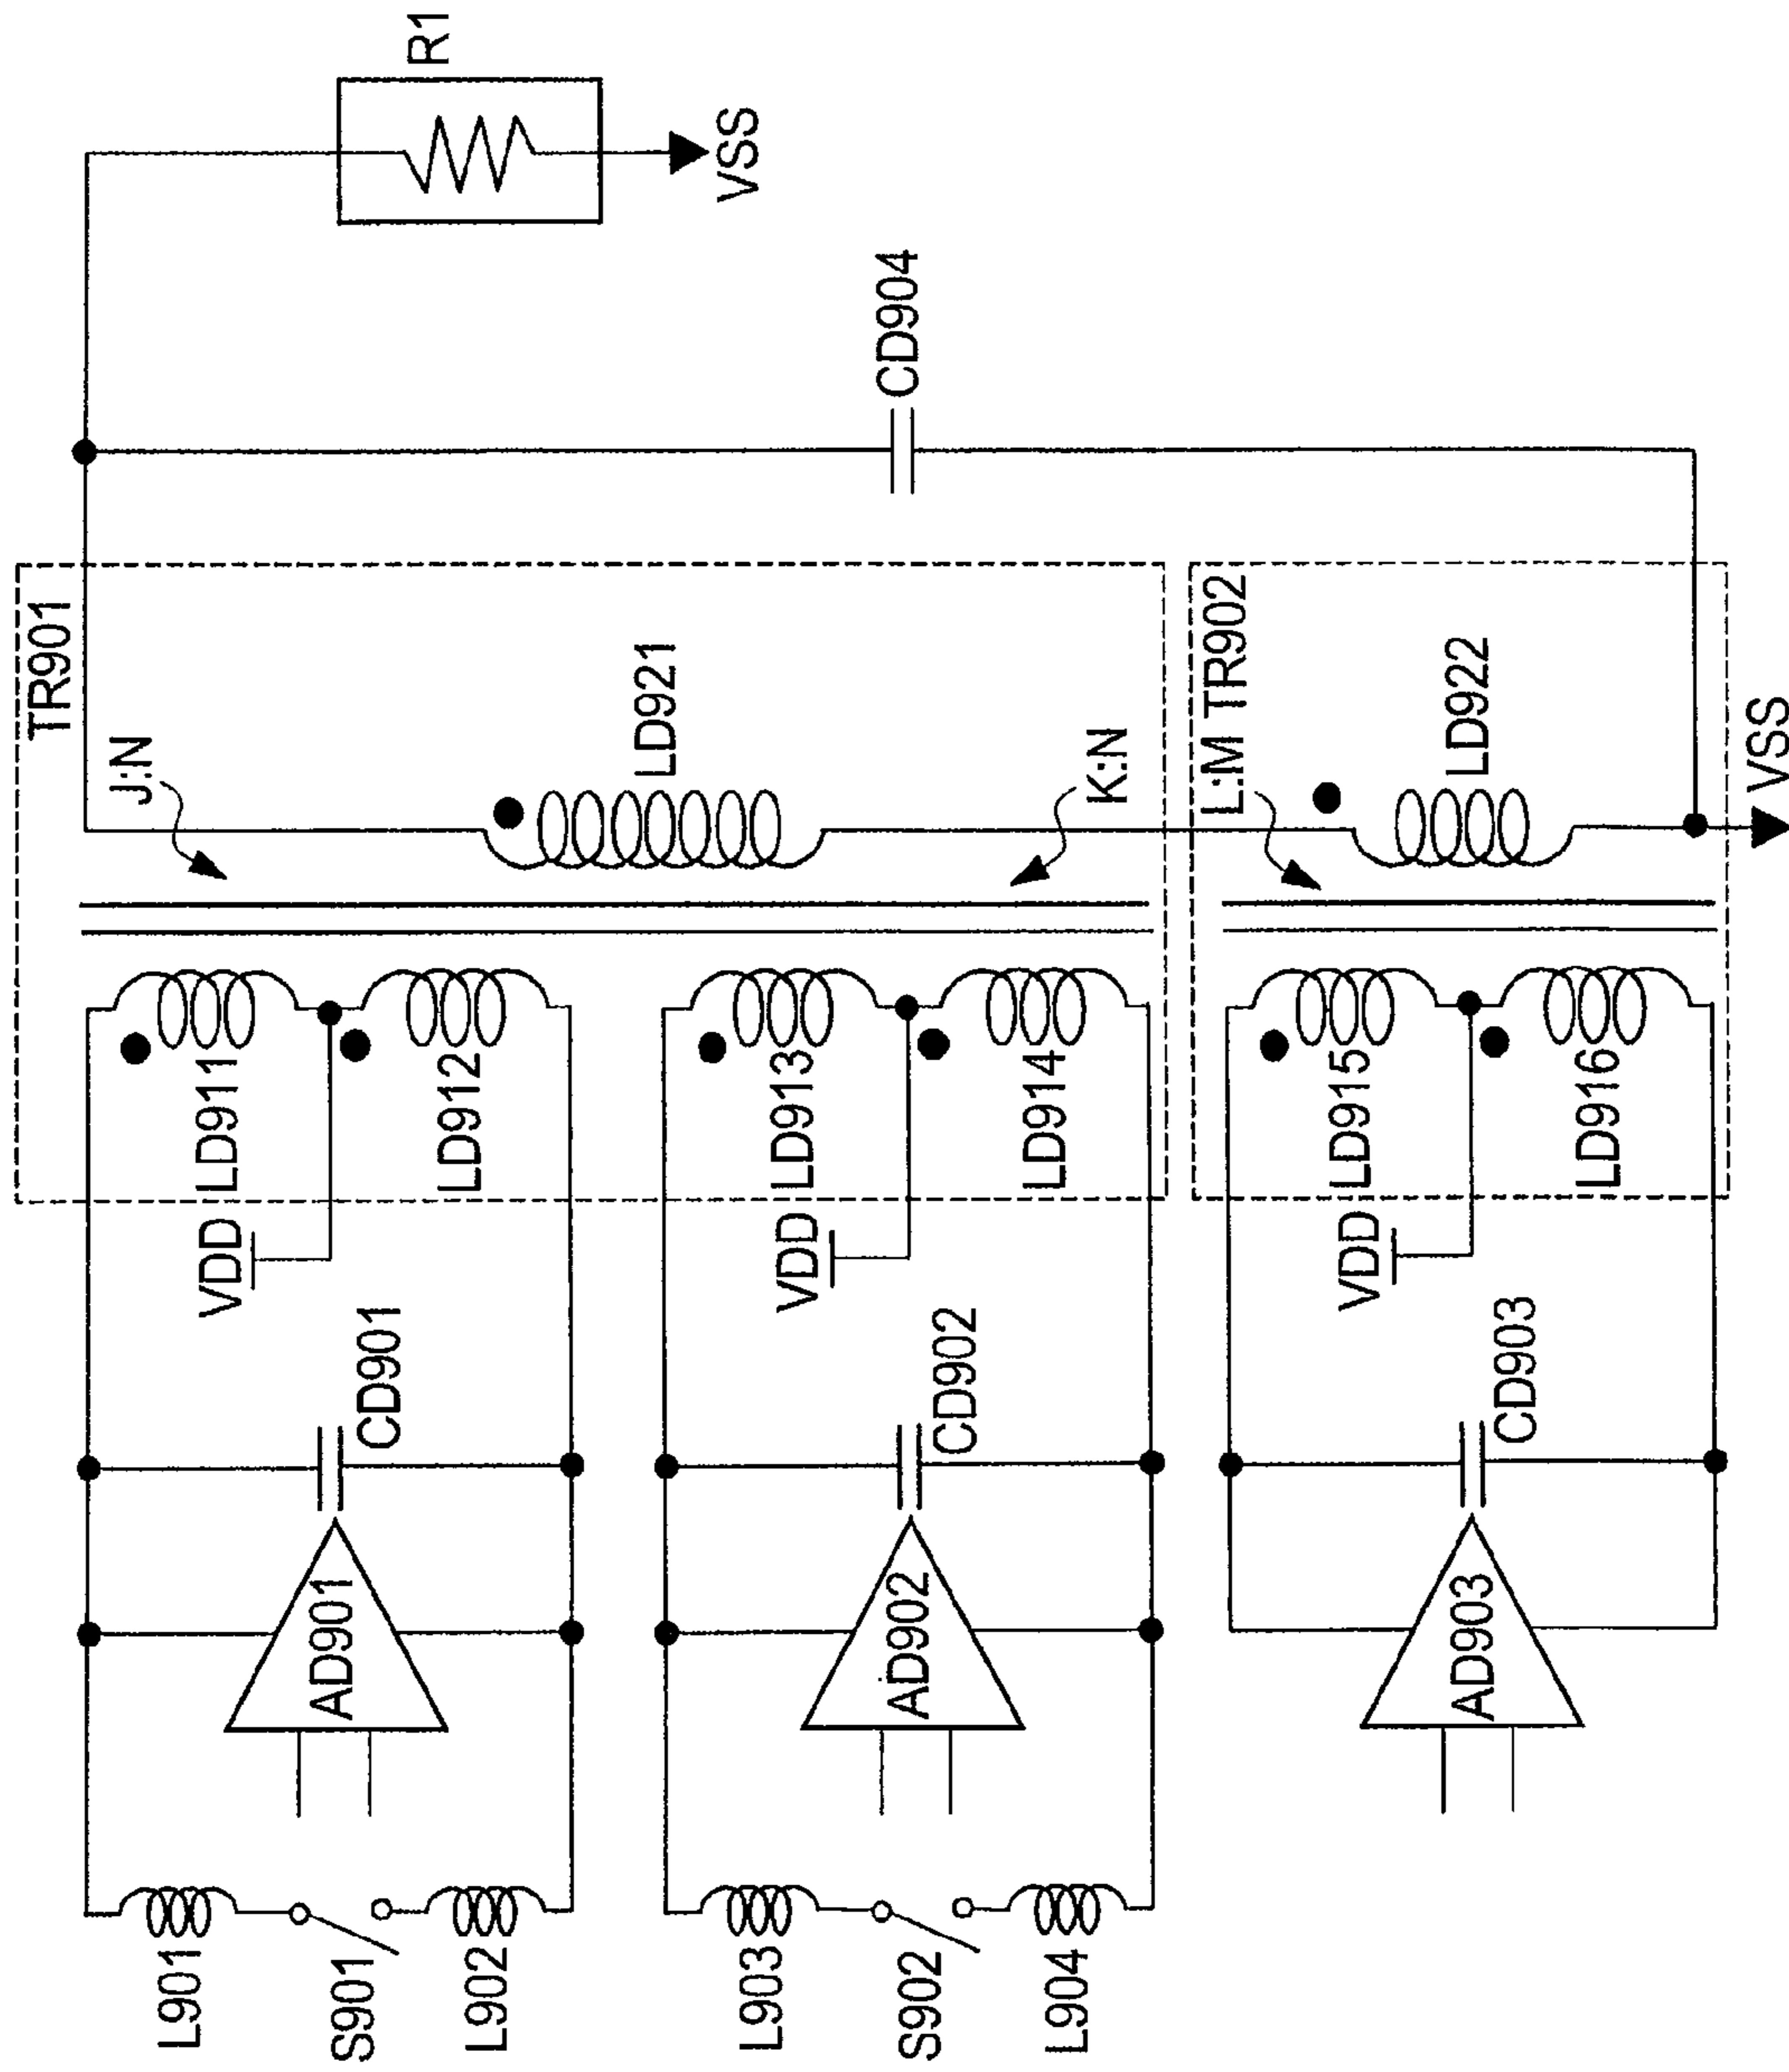 R1
VSS
CD904
TR901
J:N
LD921
K:N
L:M TR902
LD922
VSS
LD911
LD912
LD913
LD914
LD915
LD916
VDD
VDD
VDD
CD901
CD902
CD903
AD901
AD902
AD903
L901
S901
L902
L903
S902
L904